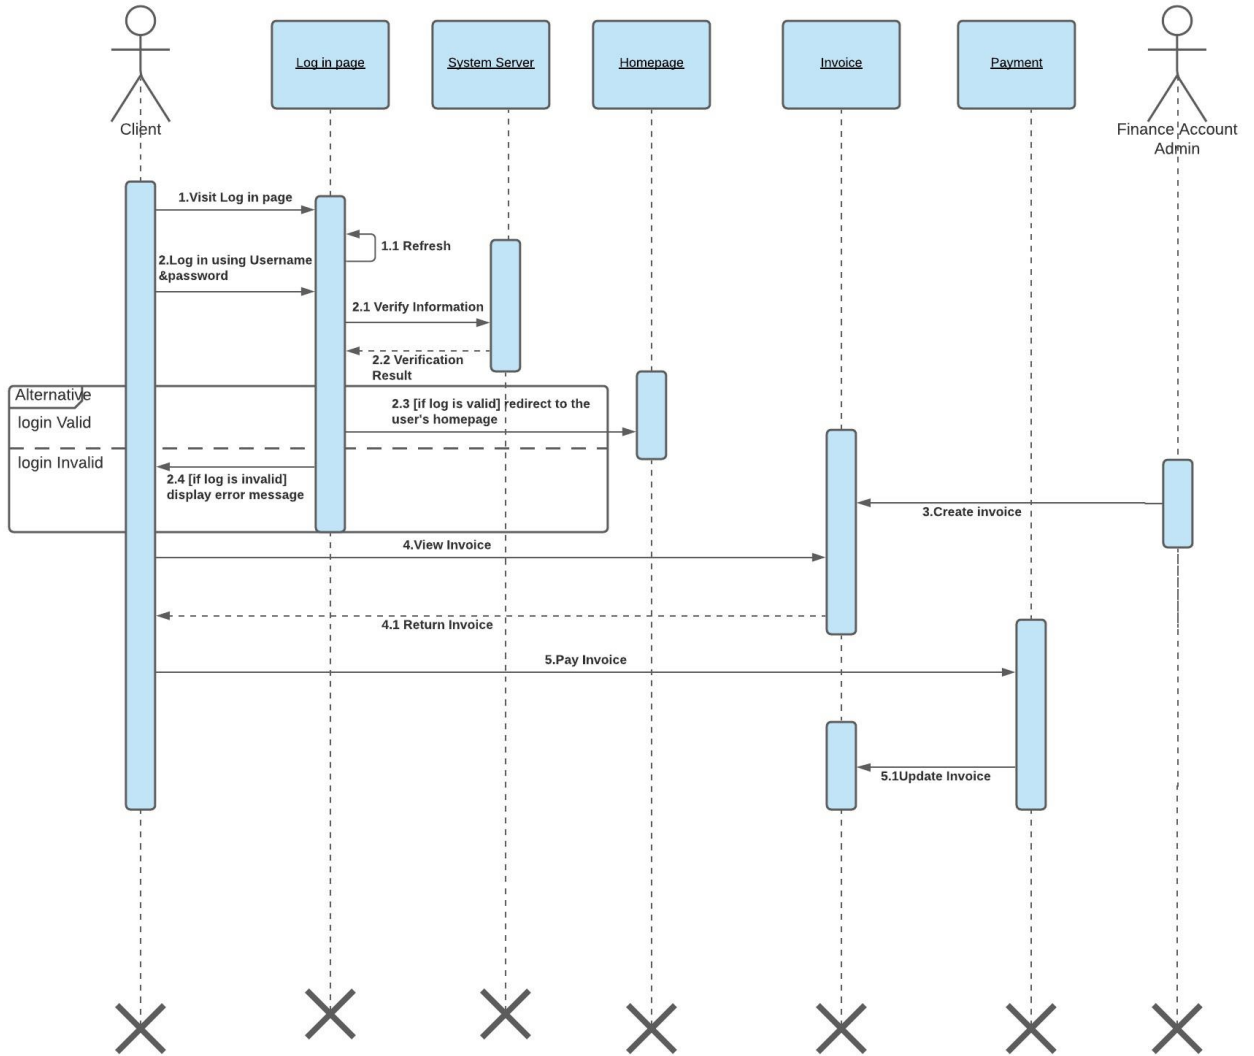 Client
Log in page
System Server
Homepage
Invoice
Payment
Finance Account
Admin
1.Visit Log in page
1.1 Refresh
2.Log in using Username
&password
2.1 Verify Information
2.2 Verification
Result
Alternative
login Valid
2.3 [if log is valid] redirect to the
user's homepage
login Invalid
2.4 [if log is invalid]
display error message
3.Create invoice
4.View Invoice
4.1 Return Invoice
5.Pay Invoice
5.1Update Invoice